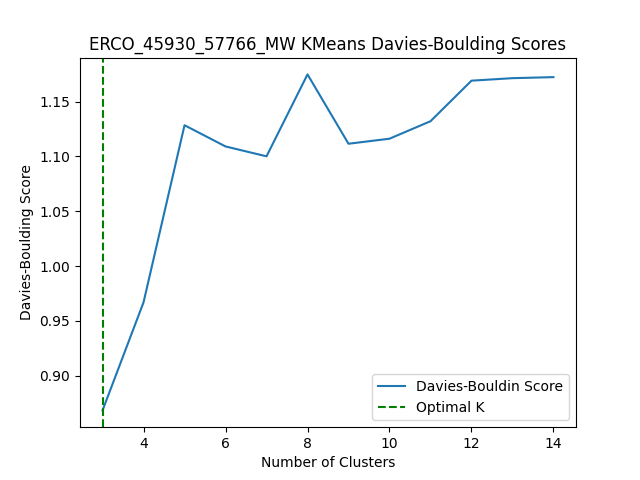 ERCO_45930_57766_MW KMeans Davies-Boulding Scores
1.15
1.10
1.05
1.00
0.95
0.90
Davies-Boulding Score
Davies-Bouldin Score
Optimal K
4 6 8 10 12 14
Number of Clusters